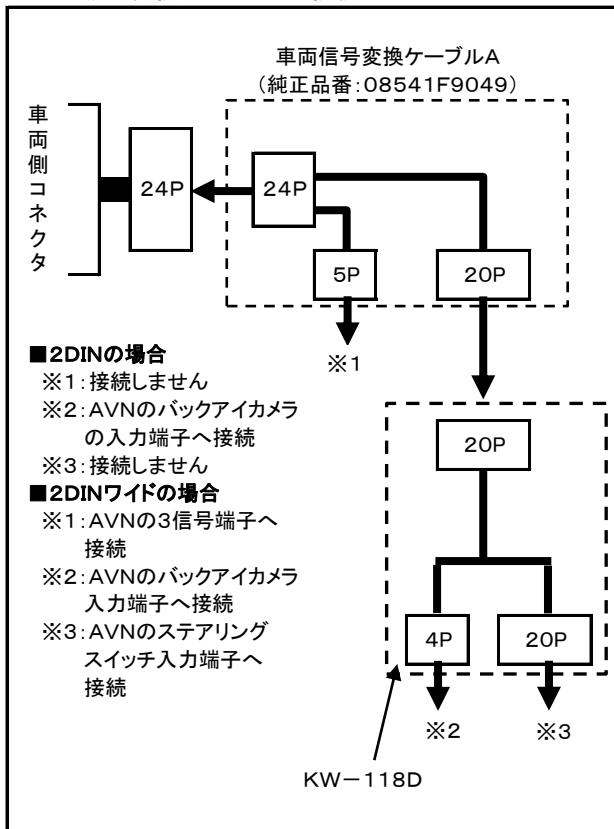 車両信号変換ケーブルA
(純正品番:08541F9049)
車両側コネクタ
24P
24P
5P
20P
※1
■2DINの場合
※1:接続しません
※2:AVNのバックアイカメラ
の入力端子へ接続
※3:接続しません
■2DINワイドの場合
※1:AVNの3信号端子へ
接続
※2:AVNのバックアイカメラ
入力端子へ接続
※3:AVNのステアリング
スイッチ入力端子へ
接続
20P
4P
20P
※2
※3
KW-118D